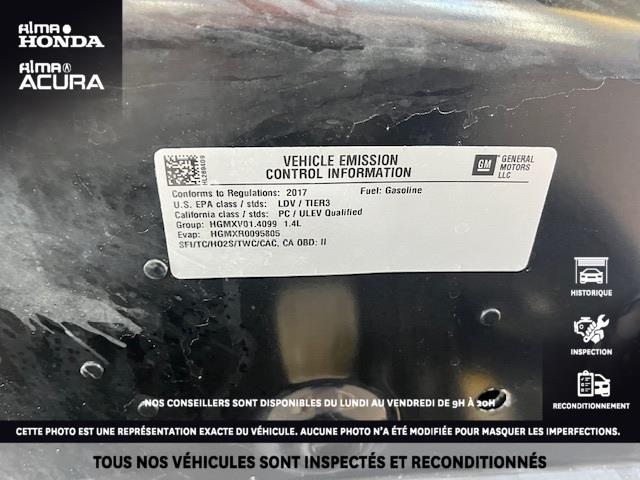 Alma
HONDA
Alma
ACURA
HL269409
VEHICLE EMISSION
CONTROL INFORMATION
GM
GENERAL
MOTORS
LLC
Conforms to Regulations: 2017 Fuel: Gasoline
U.S. EPA class / stds: LDV / TIER3
California class / stds: PC / ULEV Qualified
Group: HGMXV01.4099 1.4L
Evap: HGMXR0095805
SFI/TC/HO2S/TWC/CAC, CA OBD: II
HISTORIQUE
INSPECTION
RECONDITIONNEMENT
NOS CONSEILLERS SONT DISPONIBLES DU LUNDI AU VENDREDI DE 9H À 20H
CETTE PHOTO EST UNE REPRÉSENTATION EXACTE DU VÉHICULE. AUCUNE PHOTO N'A ÉTÉ MODIFIÉE POUR MASQUER LES IMPERFECTIONS.
TOUS NOS VÉHICULES SONT INSPECTÉS ET RECONDITIONNÉS